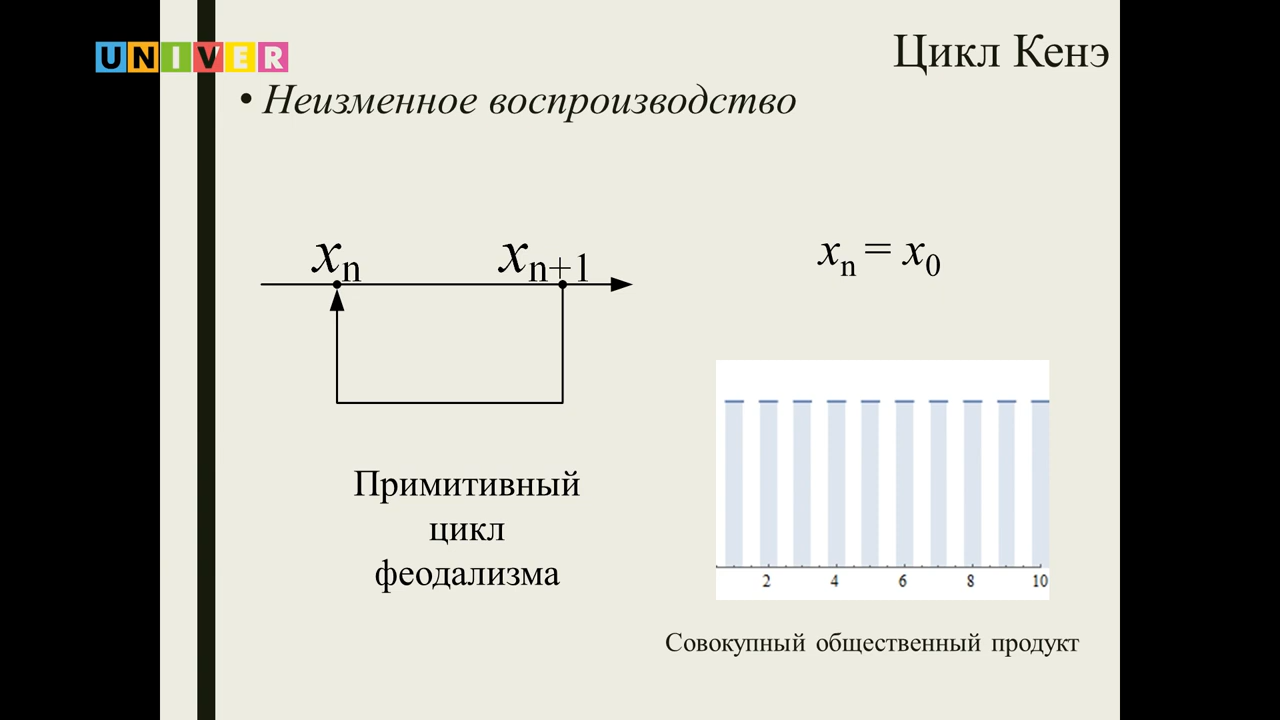 UNIVER
Цикл Кенэ
• Неизменное воспроизводство
xn xn+1
xn = x0
Примитивный
цикл
феодализма
2 4 6 8 10
Совокупный общественный продукт